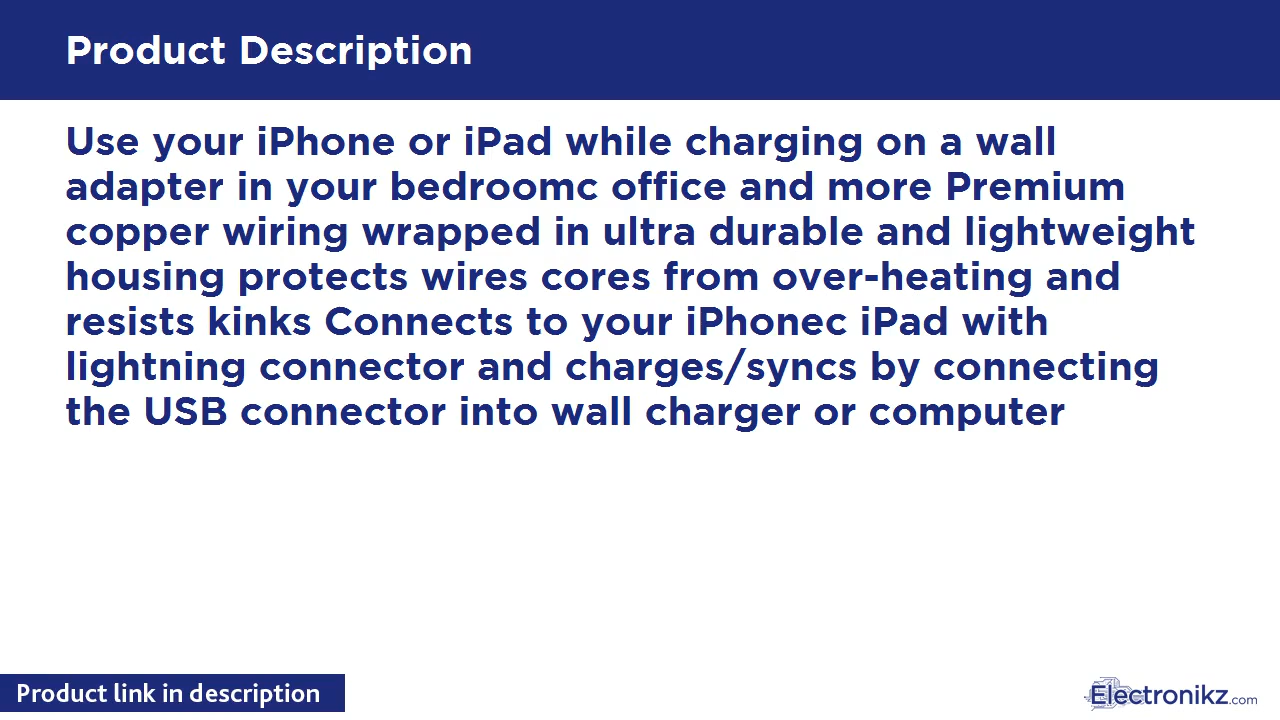 Product Description
Use your iPhone or iPad while charging on a wall
adapter in your bedroomc office and more Premium
copper wiring wrapped in ultra durable and lightweight
housing protects wires cores from over-heating and
resists kinks Connects to your iPhonec iPad with
lightning connector and charges/syncs by connecting
the USB connector into wall charger or computer
Product link in description
Electronikz.com